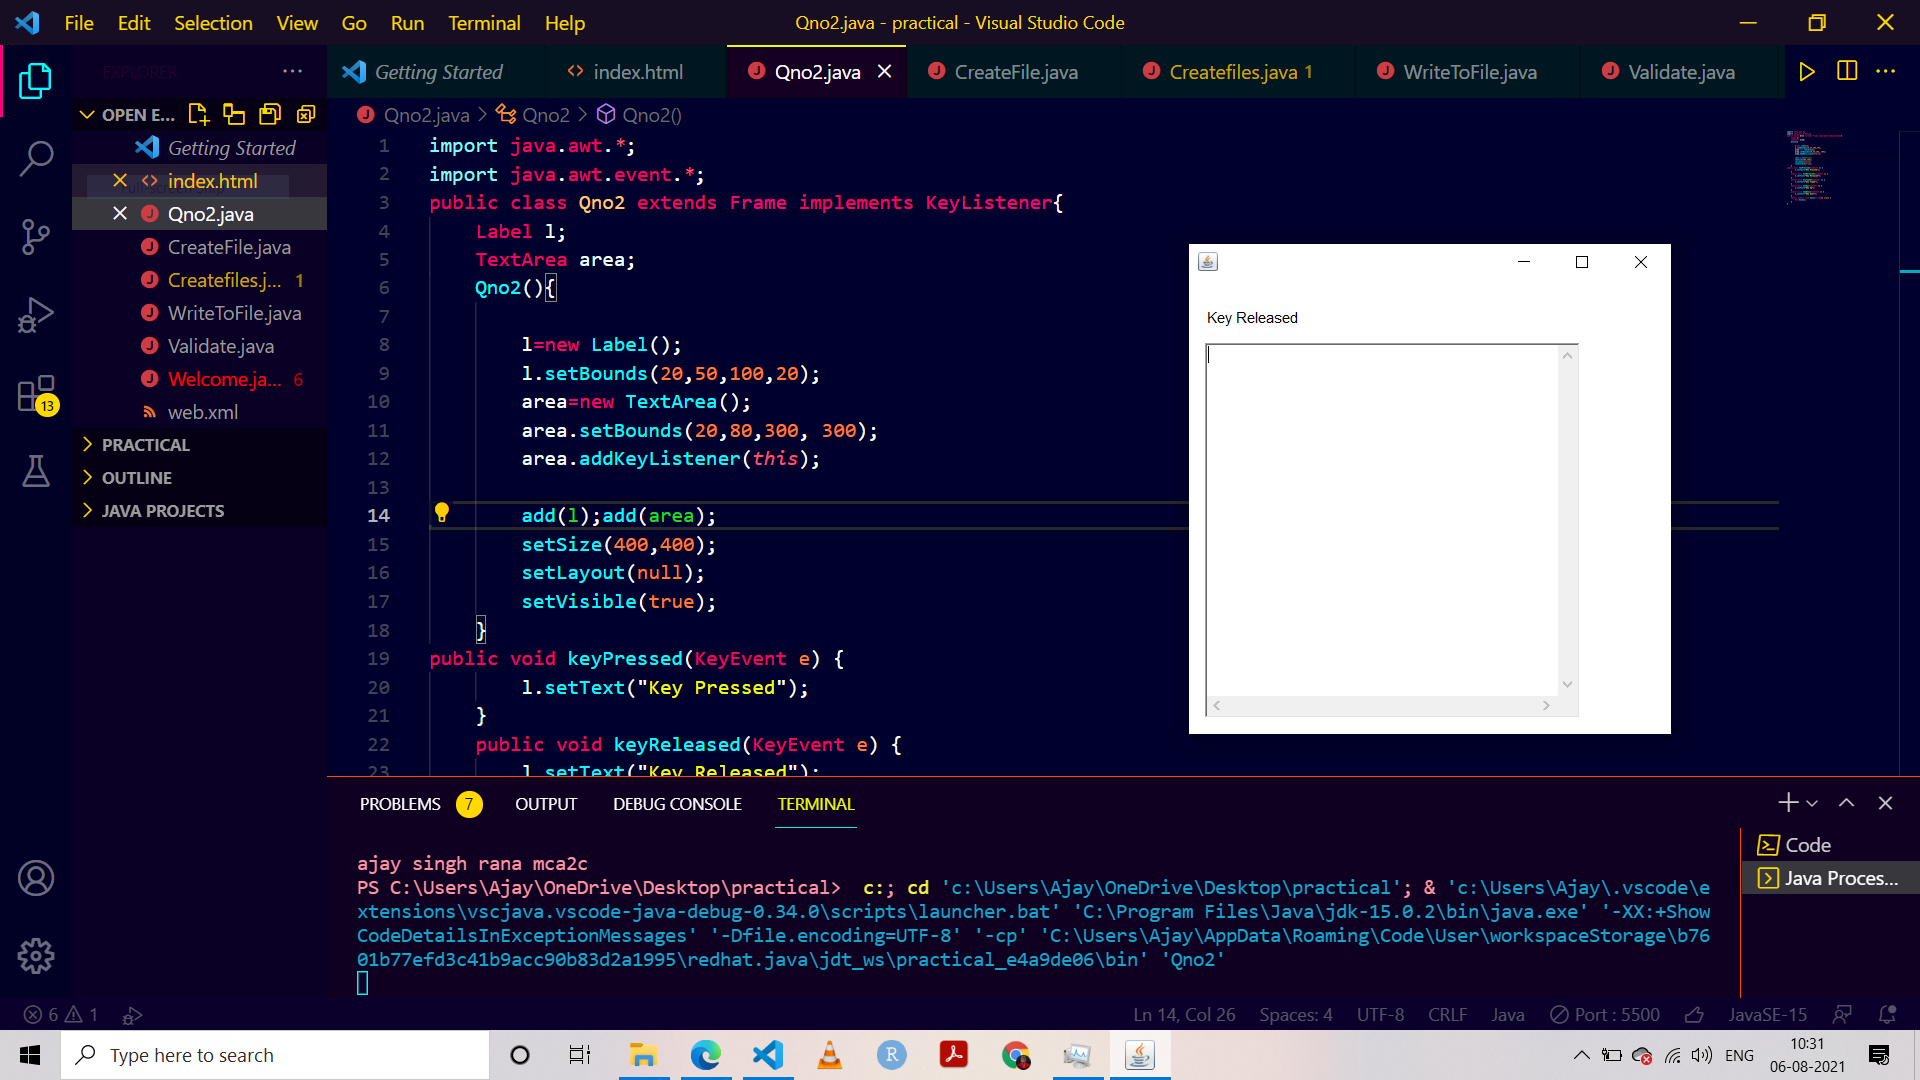 File Edit Selection View Go Run Terminal Help
Qno2.java - practical - Visual Studio Code
EXPLORER
Getting Started index.html Qno2.java CreateFile.java Createfiles.java 1 WriteToFile.java Validate.java
OPEN E...
Qno2.java > Qno2 > Qno2()
Getting Started
index.html
Qno2.java
CreateFile.java
Createfiles.j... 1
WriteToFile.java
Validate.java
Welcome.ja... 6
web.xml
PRACTICAL
OUTLINE
JAVA PROJECTS
13
1 import java.awt.*;
2 import java.awt.event.*;
3 public class Qno2 extends Frame implements KeyListener{
4 Label l;
5 TextArea area;
6 Qno2(){
7
8 l=new Label();
9 l.setBounds(20,50,100,20);
10 area=new TextArea();
11 area.setBounds(20,80,300, 300);
12 area.addKeyListener(this);
13
14 add(l);add(area);
15 setSize(400,400);
16 setLayout(null);
17 setVisible(true);
18 }
19 public void keyPressed(KeyEvent e) {
20 l.setText("Key Pressed");
21 }
22 public void keyReleased(KeyEvent e) {
23 l.setText("Key Released");
Key Released
PROBLEMS 7 OUTPUT DEBUG CONSOLE TERMINAL
Code
Java Proces...
ajay singh rana mca2c
PS C:\Users\Ajay\OneDrive\Desktop\practical> c:; cd 'c:\Users\Ajay\OneDrive\Desktop\practical'; & 'c:\Users\Ajay\.vscode\e
xtensions\vscjava.vscode-java-debug-0.34.0\scripts\launcher.bat' 'C:\Program Files\Java\jdk-15.0.2\bin\java.exe' '-XX:+Show
CodeDetailsInExceptionMessages' '-Dfile.encoding=UTF-8' '-cp' 'C:\Users\Ajay\AppData\Roaming\Code\User\workspaceStorage\b76
01b77efd3c41b9acc90b83d2a1995\redhat.java\jdt_ws\practical_e4a9de06\bin' 'Qno2'
6 1
Ln 14, Col 26 Spaces: 4 UTF-8 CRLF Java Port : 5500 JavaSE-15
Type here to search
ENG
10:31
06-08-2021